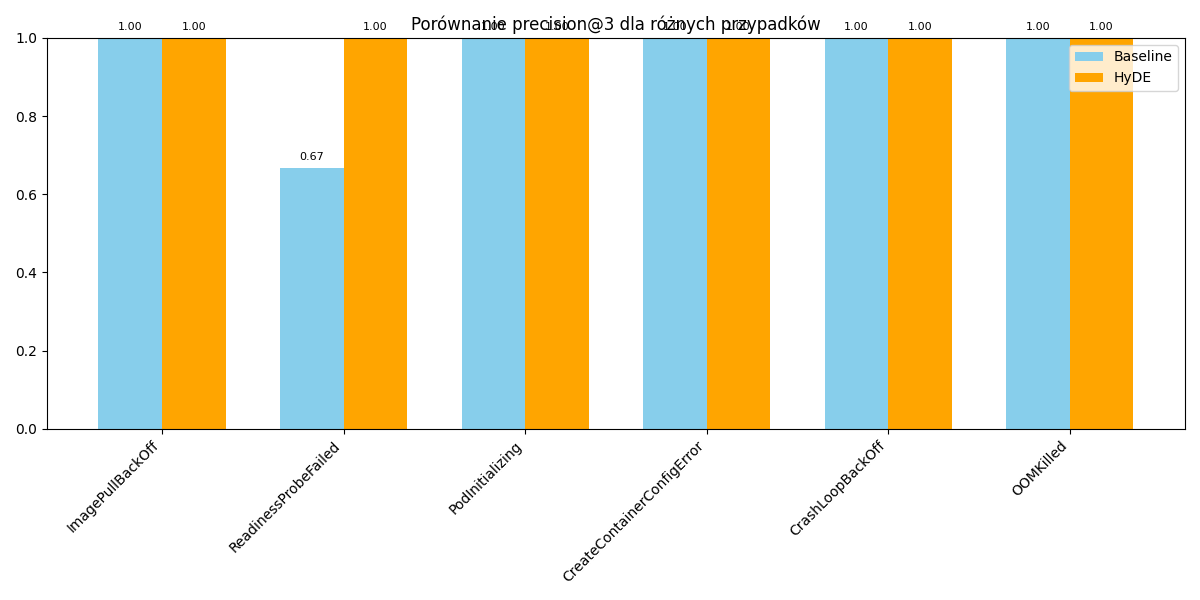 Porównanie precision@3 dla różnych przypadków
1.00 1.00 1.00 1.00 1.00 1.00 1.00 1.00 1.00 1.00 1.00
0.67
Baseline
HyDE
1.0
0.8
0.6
0.4
0.2
0.0
ImagePullBackOff
ReadinessProbeFailed
PodInitializing
CreateContainerConfigError
CrashLoopBackOff
OOMKilled